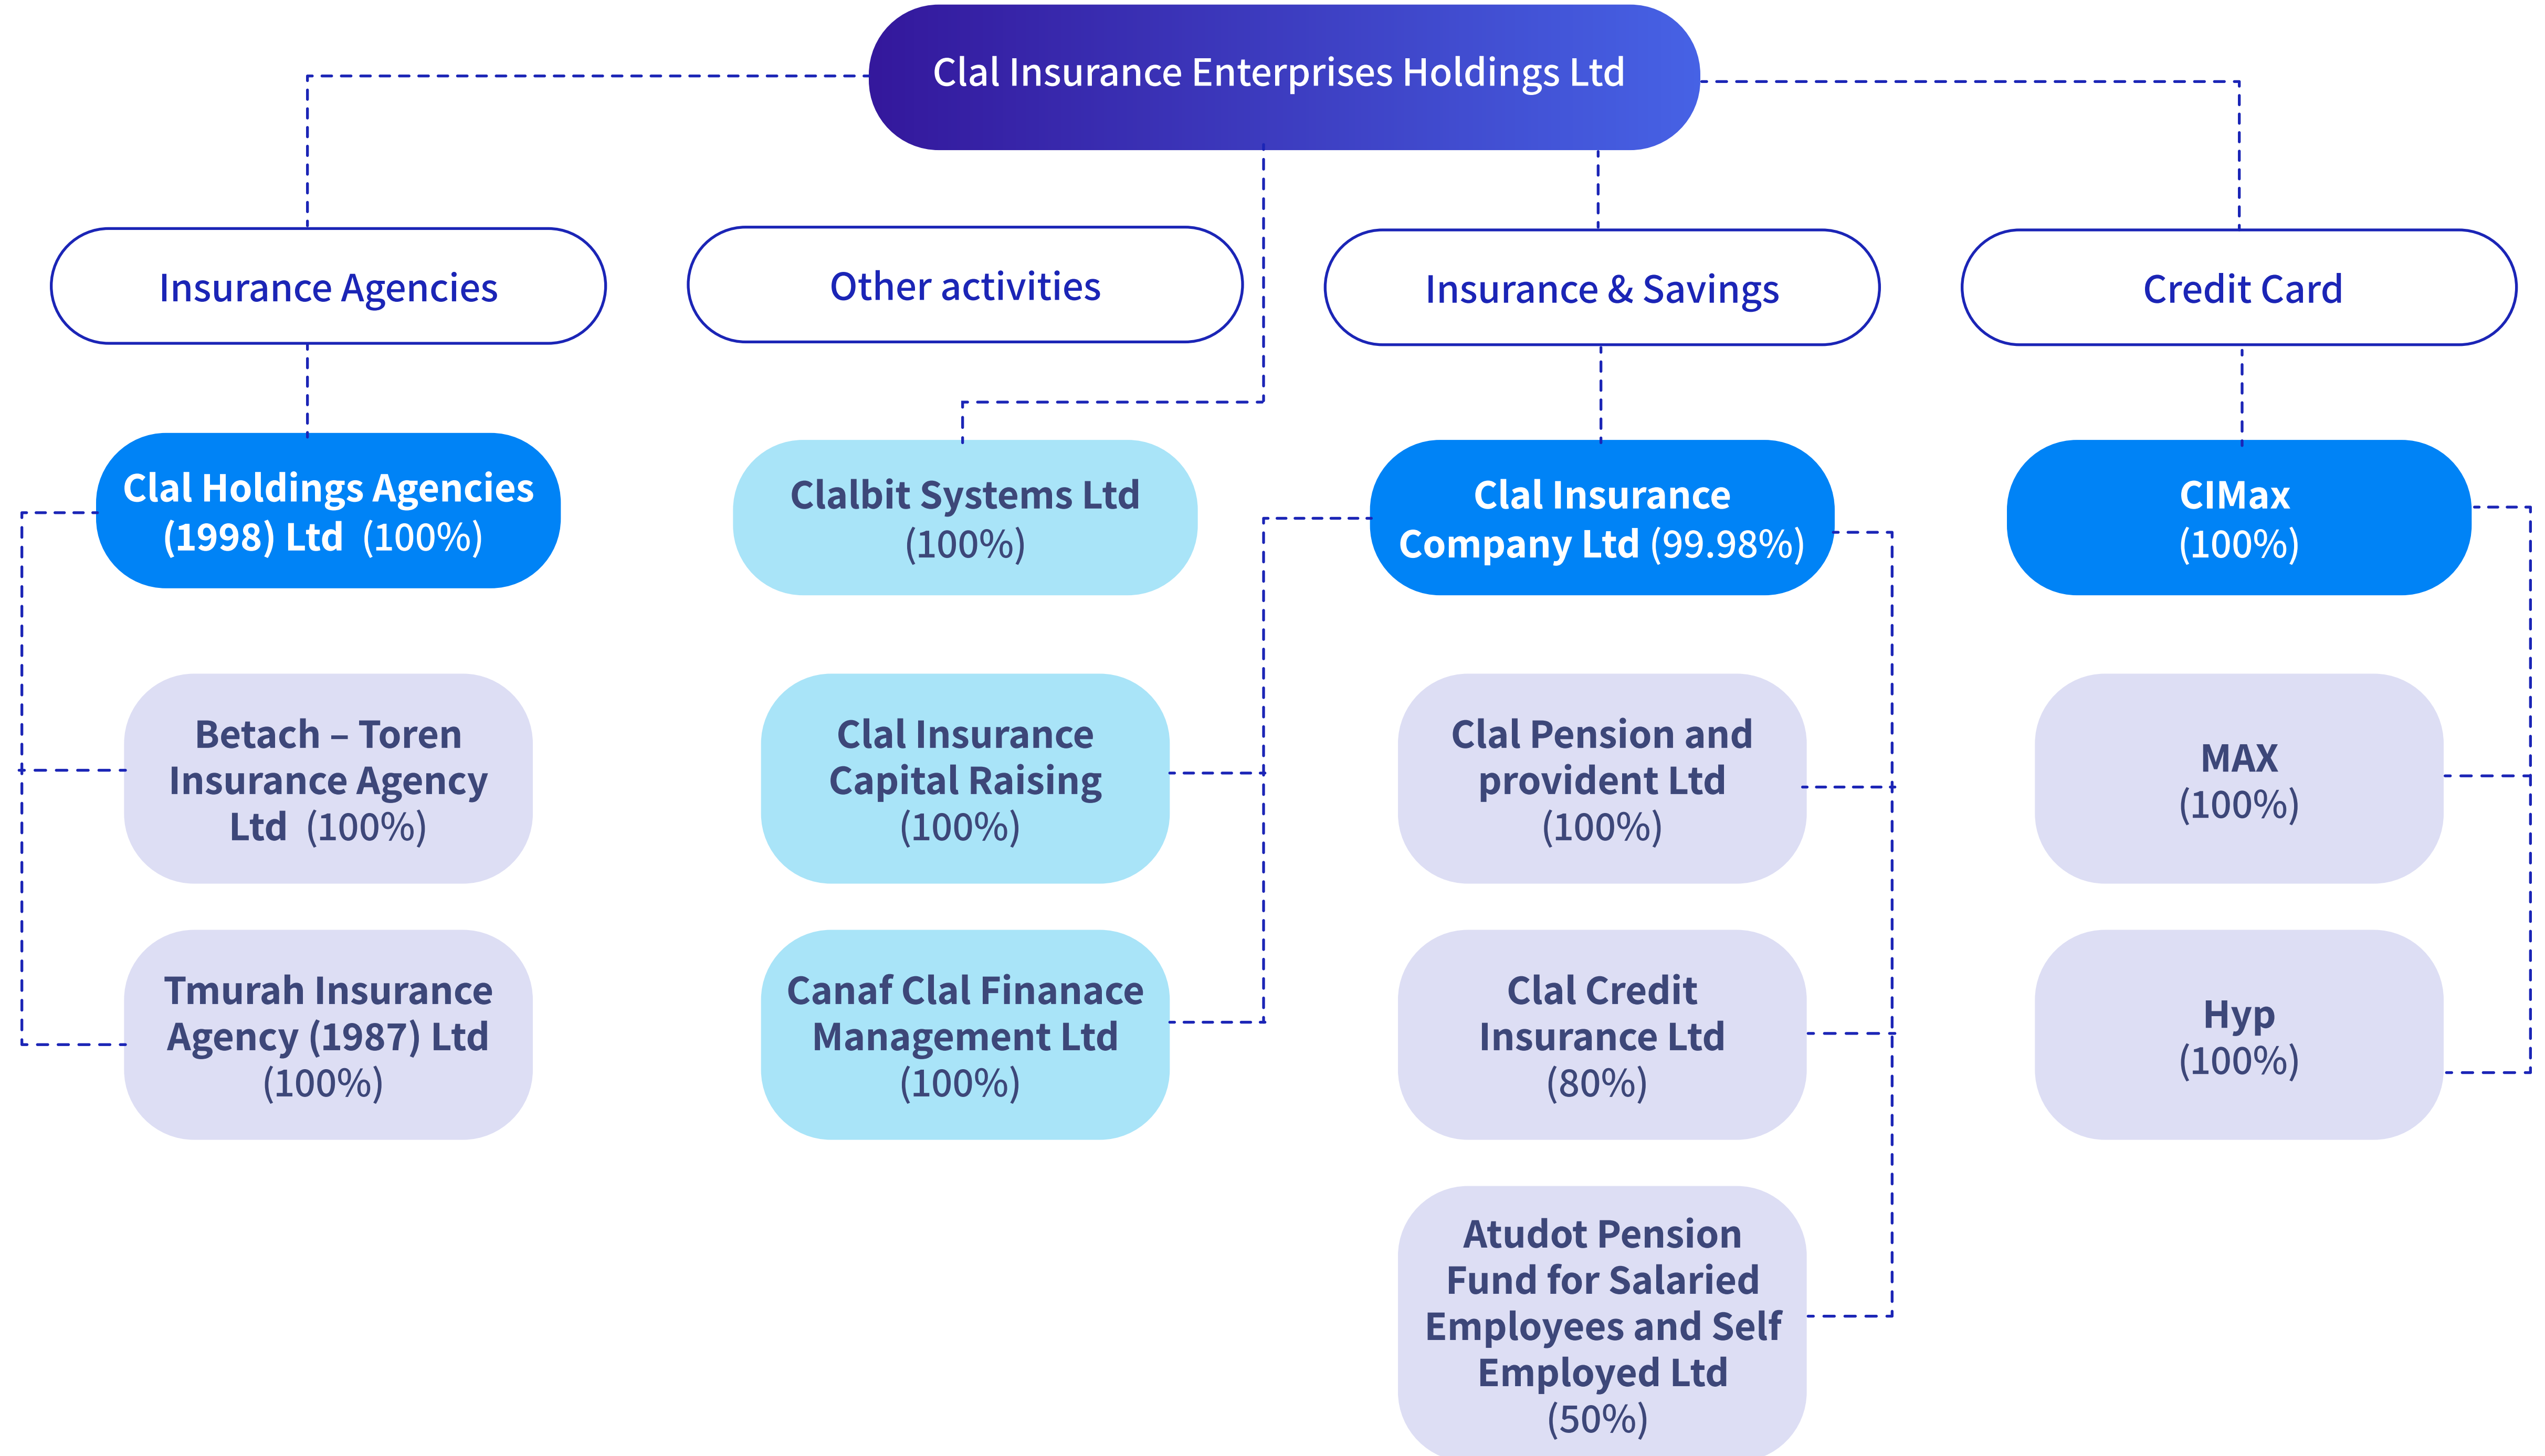 Clal Insurance Enterprises Holdings Ltd
Insurance Agencies
Other activities
Insurance & Savings
Credit Card
Clal Holdings Agencies
(1998) Ltd (100%)
Clalbit Systems Ltd
(100%)
Clal Insurance
Company Ltd (99.98%)
CIMax
(100%)
Betach – Toren
Insurance Agency
Ltd (100%)
Clal Insurance
Capital Raising
(100%)
Clal Pension and
provident Ltd
(100%)
MAX
(100%)
Tmurah Insurance
Agency (1987) Ltd
(100%)
Canaf Clal Finanace
Management Ltd
(100%)
Clal Credit
Insurance Ltd
(80%)
Hyp
(100%)
Atudot Pension
Fund for Salaried
Employees and Self
Employed Ltd
(50%)